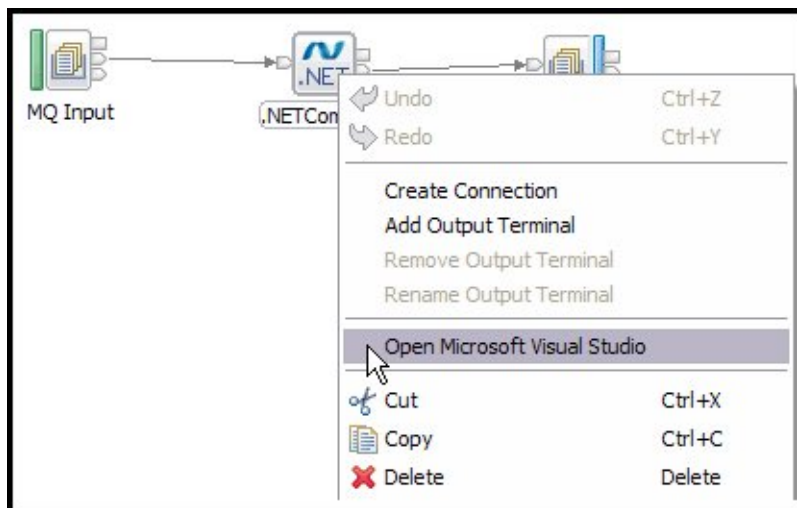 .NET
MQ Input
.NETCom
Undo Ctrl+Z
Redo Ctrl+Y
Create Connection
Add Output Terminal
Remove Output Terminal
Rename Output Terminal
Open Microsoft Visual Studio
Cut Ctrl+X
Copy Ctrl+C
Delete Delete